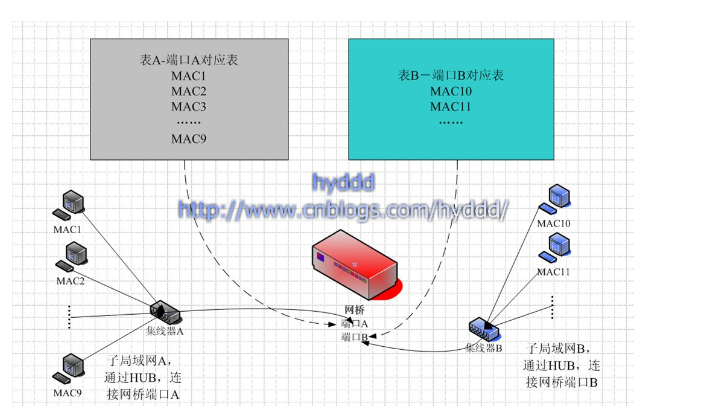 表A-端口A对应表
MAC1
MAC2
MAC3
……
MAC9
表B－端口B对应表
MAC10
MAC11
……
hyddd
http://www.cnblogs.com/hyddd/
MAC1
MAC2
MAC9
集线器A
子局域网A，
通过HUB，连
接网桥端口A
网桥
端口A
端口B
MAC10
MAC11
集线器B
子局域网B，
通过HUB，连
接网桥端口B